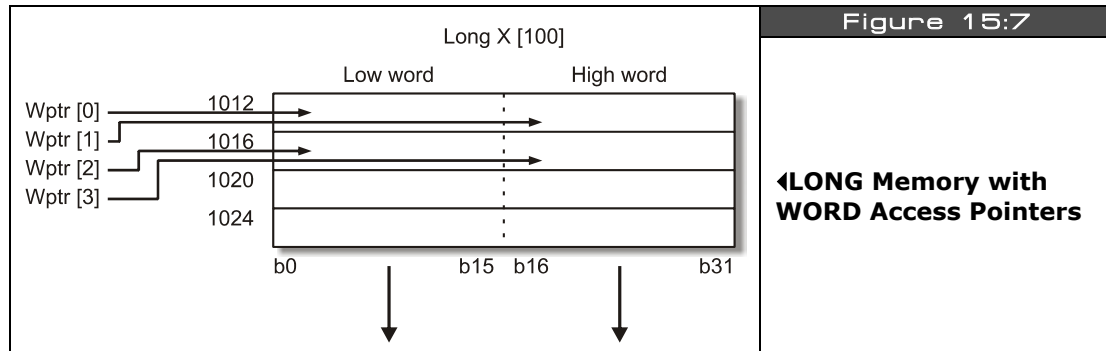 Figure 15:7
Long X [100]
Low word High word
Wptr [0] 1012
Wptr [1]
1016
Wptr [2]
1020
Wptr [3]
1024
b0 b15 b16 b31
LONG Memory with
WORD Access Pointers